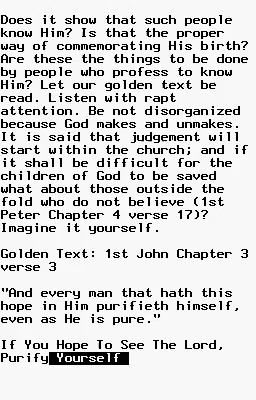 Does it show that such people
know Him? Is that the proper
way of commemorating His birth?
Are these the things to be done
by people who profess to know
Him? Let our golden text be
read. Listen with rapt
attention. Be not disorganized
because God makes and unmakes.
It is said that judgement will
start within the church; and if
it shall be difficult for the
children of God to be saved
what about those outside the
fold who do not believe (1st
Peter Chapter 4 verse 17)?
Imagine it yourself.
Golden Text: 1st John Chapter 3
verse 3
"And every man that hath this
hope in Him purifieth himself,
even as He is pure."
If You Hope To See The Lord,
Purify Yourself